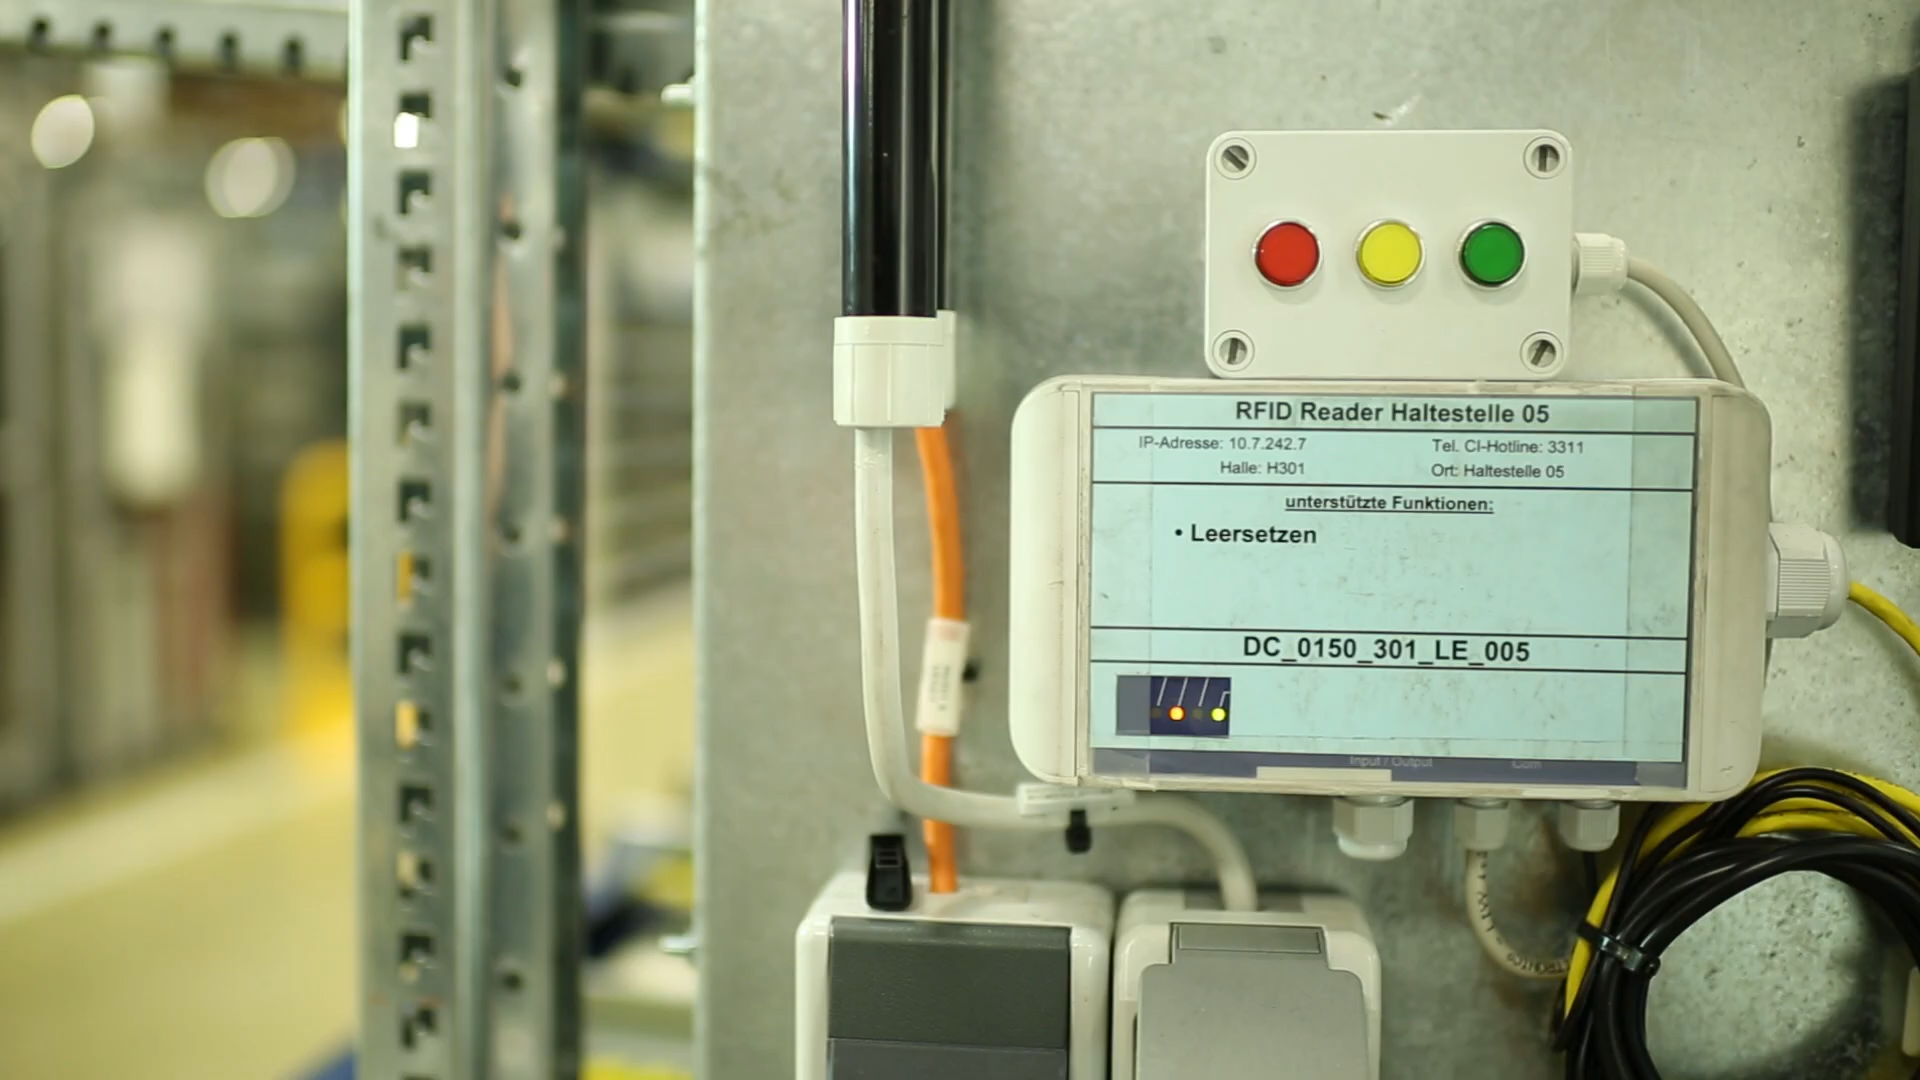 RFID Reader Haltestelle 05
IP-Adresse: 10.7.242.7 Tel. CI-Hotline: 3311
Halle: H301 Ort: Haltestelle 05
unterstützte Funktionen:
• Leersetzen
DC_0150_301_LE_005
Input / Output Com